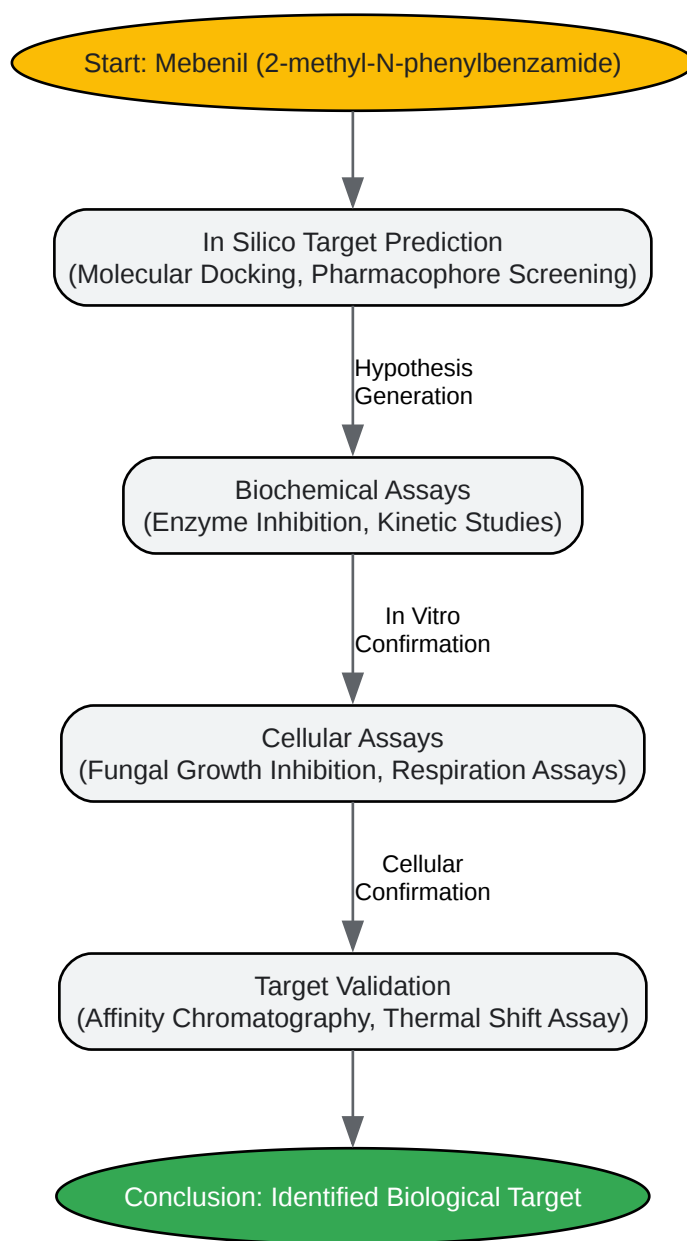 Start: Mebenil (2-methyl-N-phenylbenzamide)
In Silico Target Prediction
(Molecular Docking, Pharmacophore Screening)
Hypothesis
Generation
Biochemical Assays
(Enzyme Inhibition, Kinetic Studies)
In Vitro
Confirmation
Cellular Assays
(Fungal Growth Inhibition, Respiration Assays)
Cellular
Confirmation
Target Validation
(Affinity Chromatography, Thermal Shift Assay)
Conclusion: Identified Biological Target